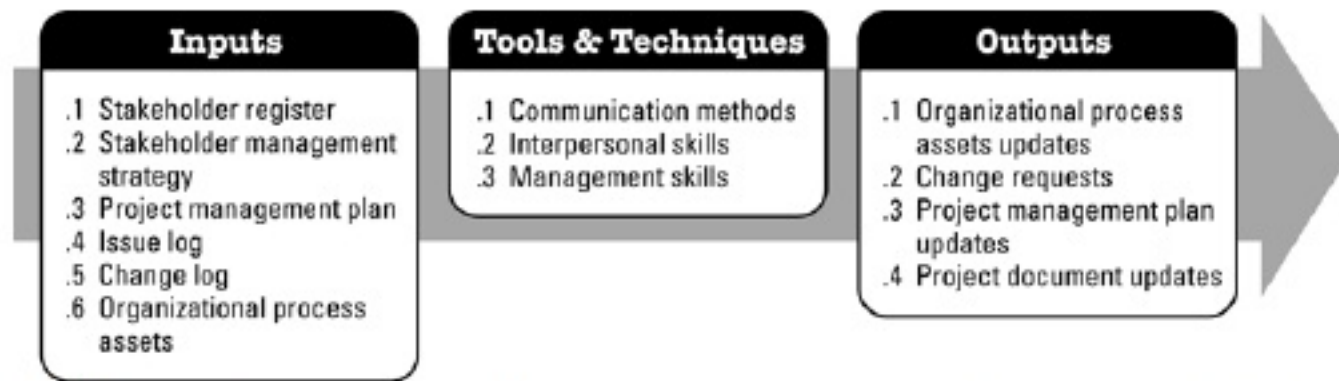 Inputs
.1 Stakeholder register
.2 Stakeholder management
strategy
.3 Project management plan
.4 Issue log
.5 Change log
.6 Organizational process
assets
Tools & Techniques
.1 Communication methods
.2 Interpersonal skills
.3 Management skills
Outputs
.1 Organizational process
assets updates
.2 Change requests
.3 Project management plan
updates
.4 Project document updates